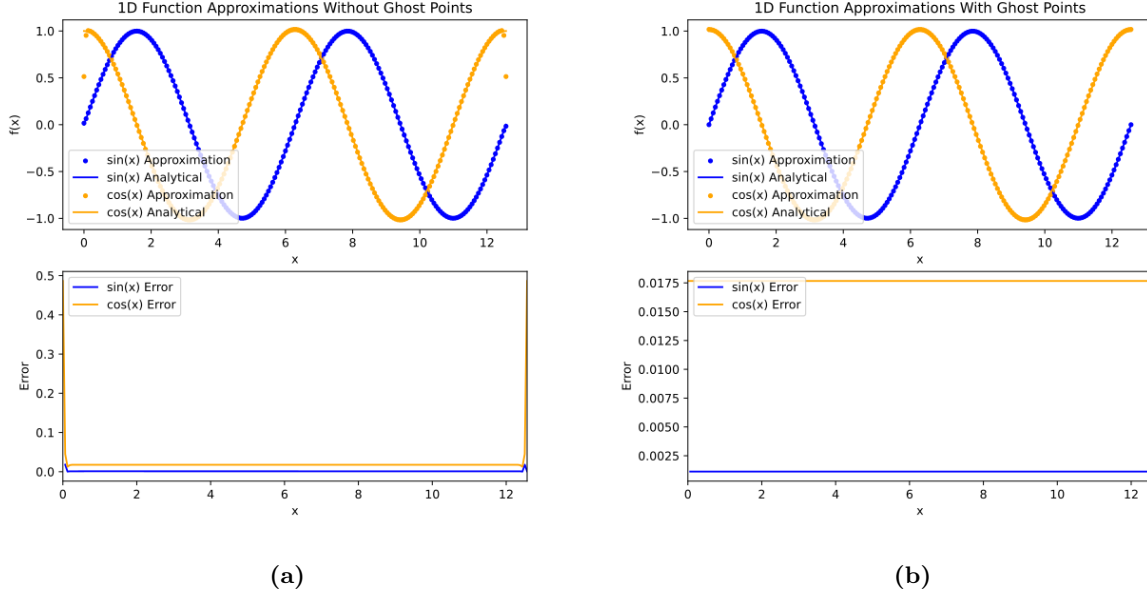 1D Function Approximations Without Ghost Points
1.0
0.5
0.0
−0.5
−1.0
f(x)
sin(x) Approximation
sin(x) Analytical
cos(x) Approximation
cos(x) Analytical
0 2 4 6 8 10 12
x
0.5
0.4
0.3
0.2
0.1
0.0
Error
sin(x) Error
cos(x) Error
0 2 4 6 8 10 12
x
(a)
1D Function Approximations With Ghost Points
1.0
0.5
0.0
−0.5
−1.0
f(x)
sin(x) Approximation
sin(x) Analytical
cos(x) Approximation
cos(x) Analytical
0 2 4 6 8 10 12
x
0.0175
0.0150
0.0125
0.0100
0.0075
0.0050
0.0025
Error
sin(x) Error
cos(x) Error
0 2 4 6 8 10 12
x
(b)